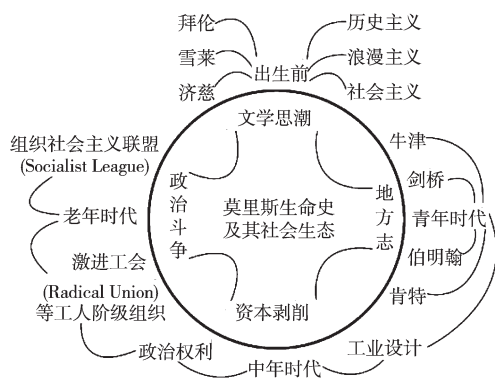 拜伦
历史主义
雪莱
出生前
浪漫主义
济慈
社会主义
文学思潮
牛津
组织社会主义联盟
(Socialist League)
剑桥
政治斗争
莫里斯生命史
及其社会生态
地方志
老年时代
青年时代
伯明翰
激进工会
(Radical Union)
等工人阶级组织
肯特
资本剥削
政治权利
中年时代
工业设计